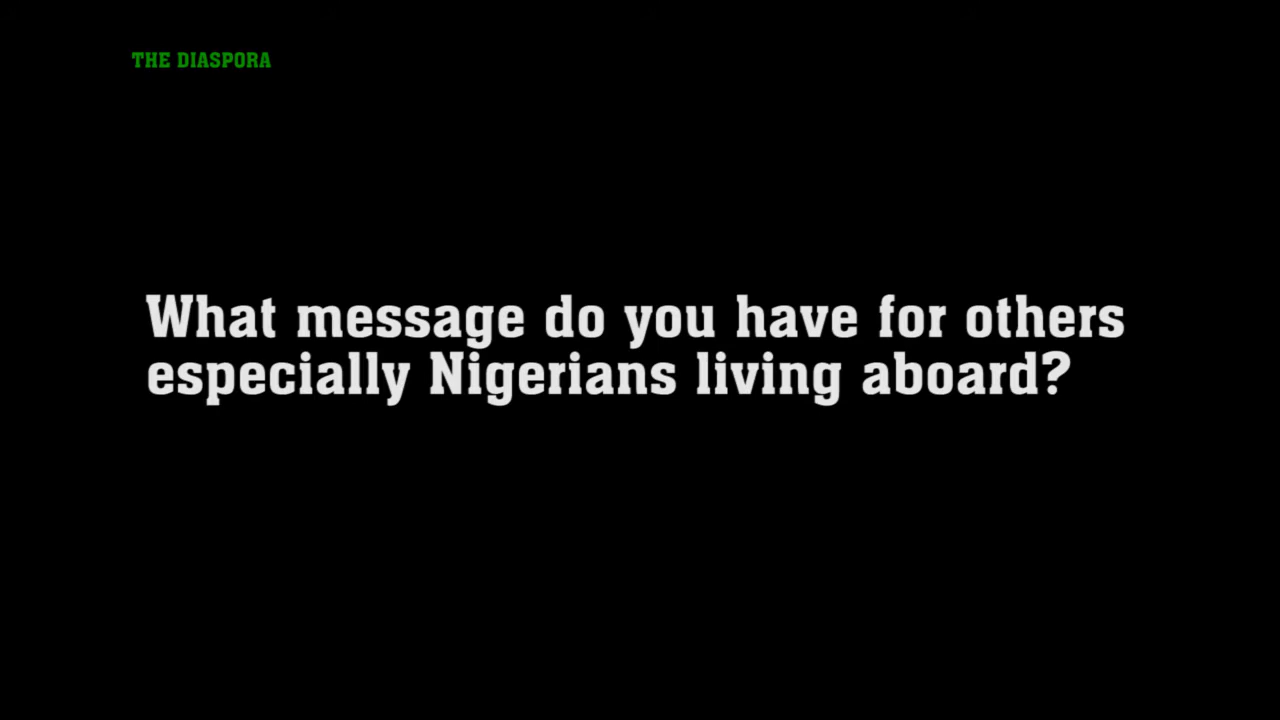 THE DIASPORA
What message do you have for others
especially Nigerians living aboard?